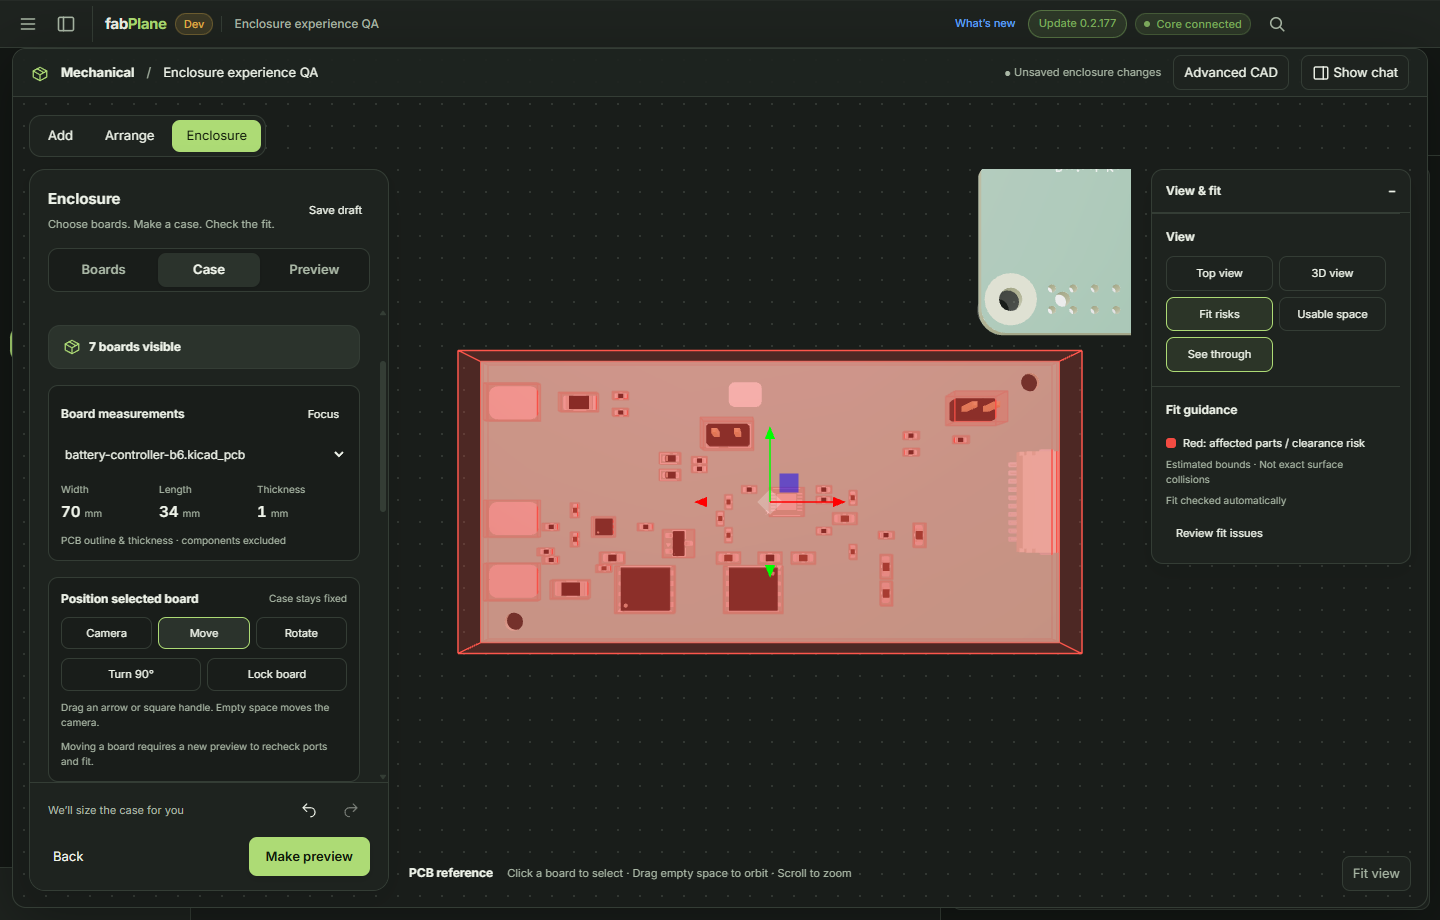 fabPlane
Dev
Enclosure experience QA
What's new
Update 0.2.177
Core connected
Mechanical / Enclosure experience QA
Unsaved enclosure changes
Advanced CAD
Show chat
Add
Arrange
Enclosure
Enclosure
Choose boards. Make a case. Check the fit.
Save draft
Boards
Case
Preview
7 boards visible
Board measurements
Focus
battery-controller-b6.kicad_pcb
Width
Length
Thickness
70 mm
34 mm
1 mm
PCB outline & thickness · components excluded
Position selected board
Case stays fixed
Camera
Move
Rotate
Turn 90°
Lock board
Drag an arrow or square handle. Empty space moves the
camera.
Moving a board requires a new preview to recheck ports
and fit.
We'll size the case for you
Back
Make preview
PCB reference
Click a board to select · Drag empty space to orbit · Scroll to zoom
View & fit
View
Top view
3D view
Fit risks
Usable space
See through
Fit guidance
Red: affected parts / clearance risk
Estimated bounds · Not exact surface
collisions
Fit checked automatically
Review fit issues
Fit view